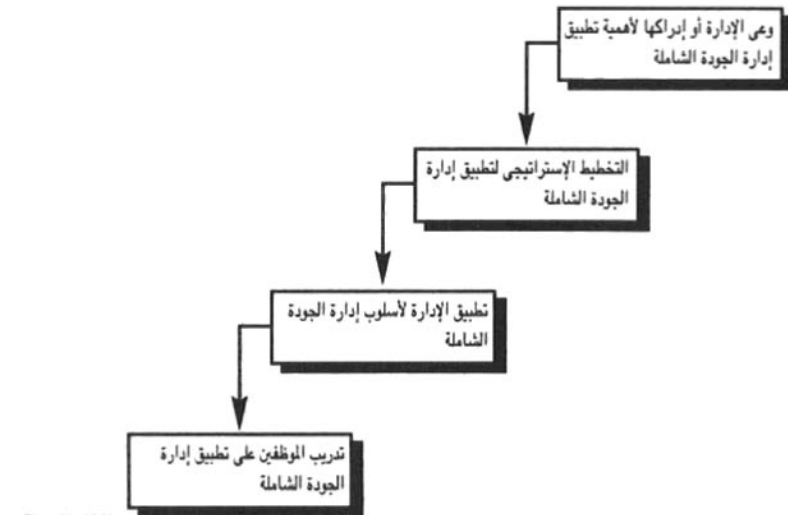 وعى الإدارة أو إدراكها لأهمية تطبيق
إدارة الجودة الشاملة
التخطيط الإستراتيجى لتطبيق إدارة
الجودة الشاملة
تطبيق الإدارة لأسلوب إدارة الجودة
الشاملة
تدريب الموظفين على تطبيق إدارة
الجودة الشاملة